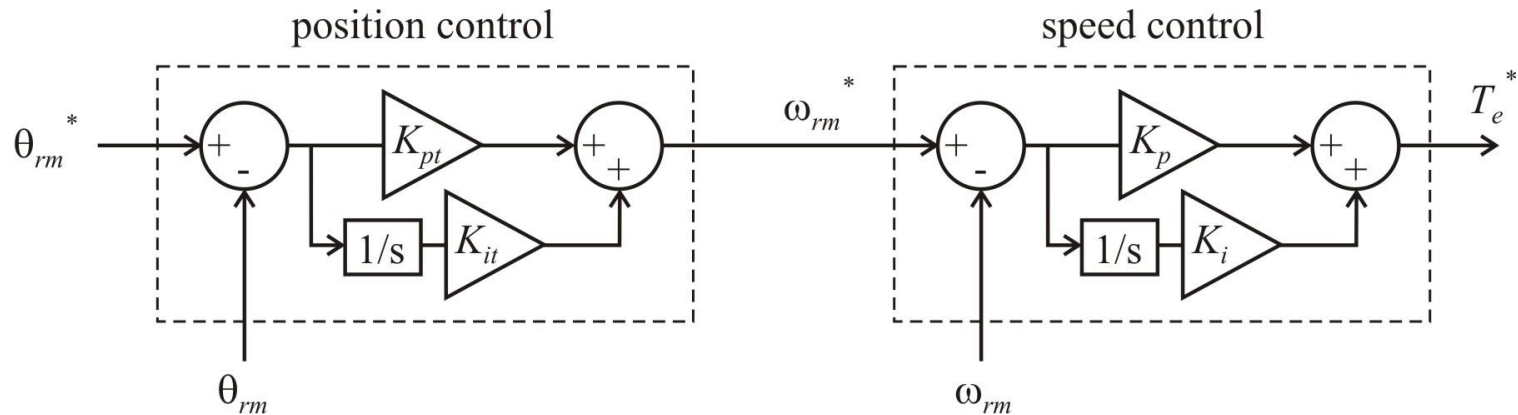 position control
speed control
θrm*
+
-
Kpt
1/s
Kit
+
+
θrm
ωrm*
+
-
Kp
1/s
Ki
+
+
ωrm
Te*